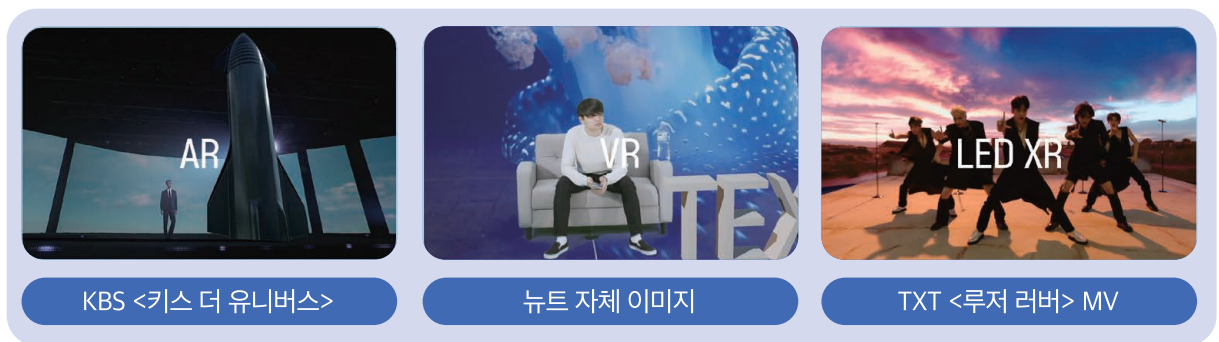 AR
VR
TEX
LED XR
KBS <키스 더 유니버스>
뉴트 자체 이미지
TXT <루저 러버> MV